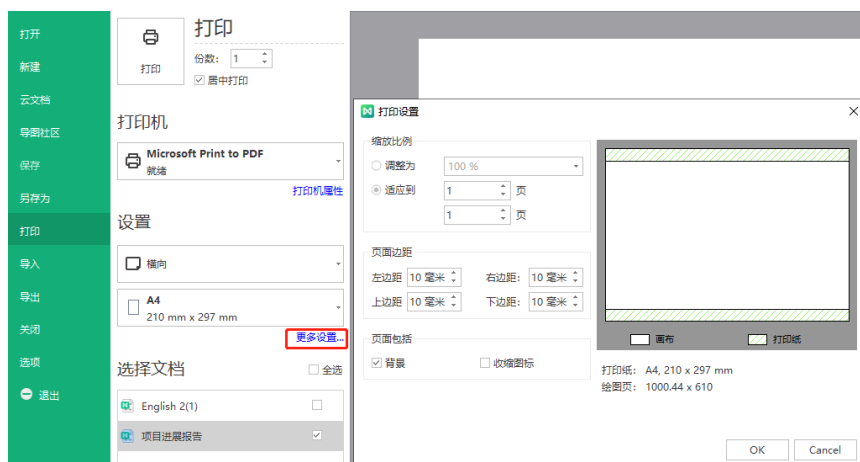 打开
新建
云文档
导图社区
保存
另存为
打印
导入
导出
关闭
选项
退出
打印
打印
份数: 1
居中打印
打印机
Microsoft Print to PDF
就绪
打印机属性
设置
横向
A4
210 mm x 297 mm
更多设置...
选择文档
全选
English 2(1)
项目进展报告
打印设置
缩放比例
调整为 100 %
适应到 1 页
1 页
页面边距
左边距 10 毫米 右边距: 10 毫米
上边距 10 毫米 下边距: 10 毫米
页面包括
背景 收缩图标
画布 打印纸
打印纸: A4, 210 x 297 mm
绘图页: 1000.44 x 610
OK Cancel